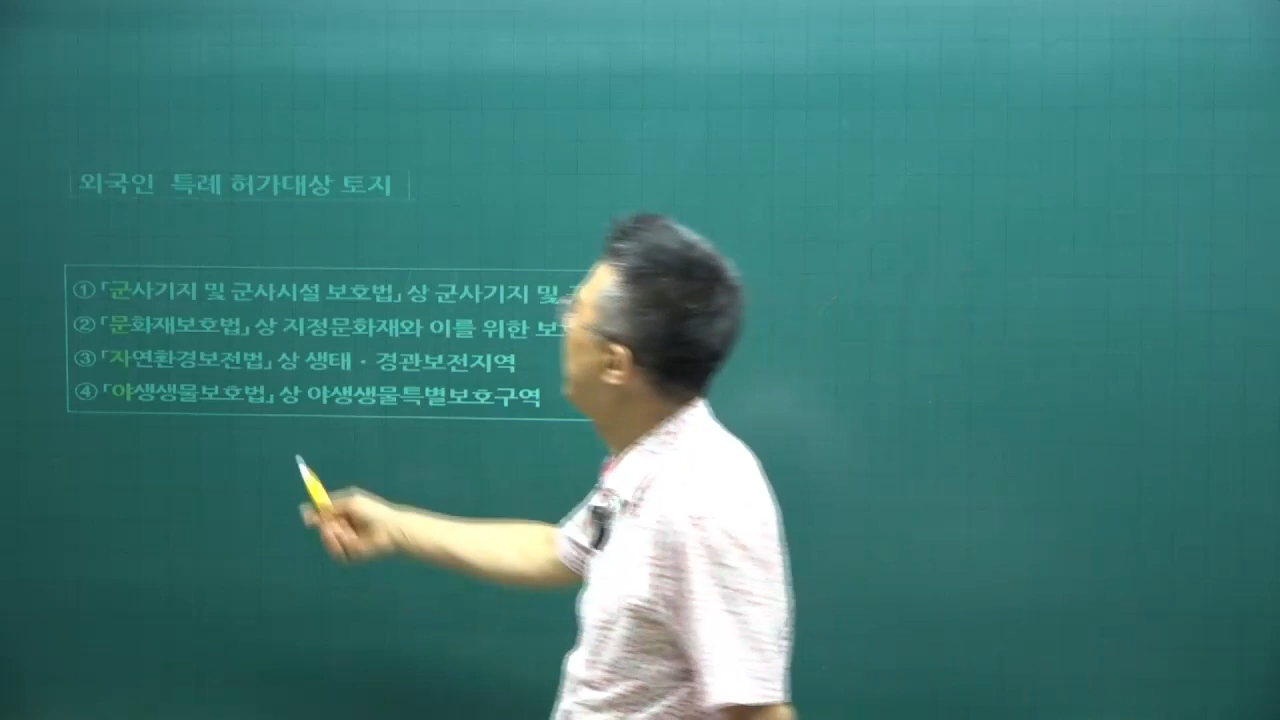 외국인 특례 허가대상 토지
①「군사기지 및 군사시설 보호법」상 군사기지 및
②「문화재보호법」상 지정문화재와 이를 위한
③「자연환경보전법」상 생태·경관보전지역
④「야생생물보호법」상 야생생물특별보호구역